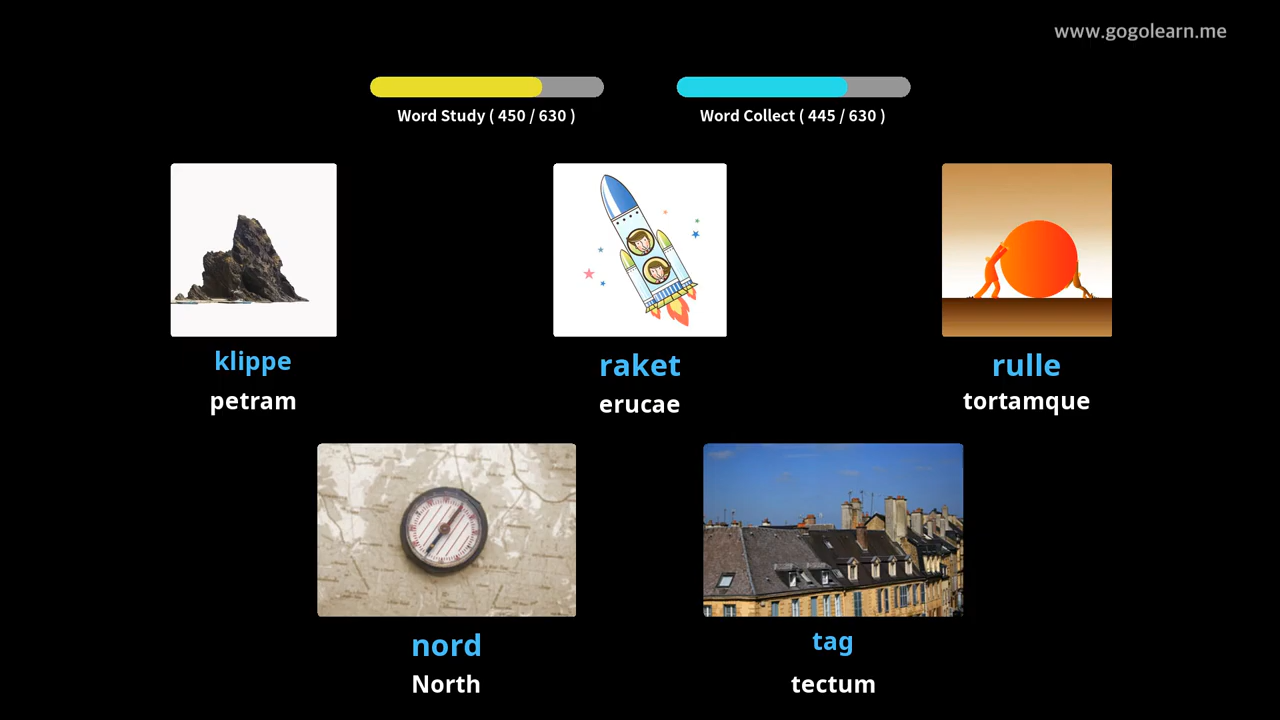 www.gogolearn.me
Word Study ( 450 / 630 )
Word Collect ( 445 / 630 )
klippe
petram
raket
erucae
rulle
tortamque
nord
North
tag
tectum